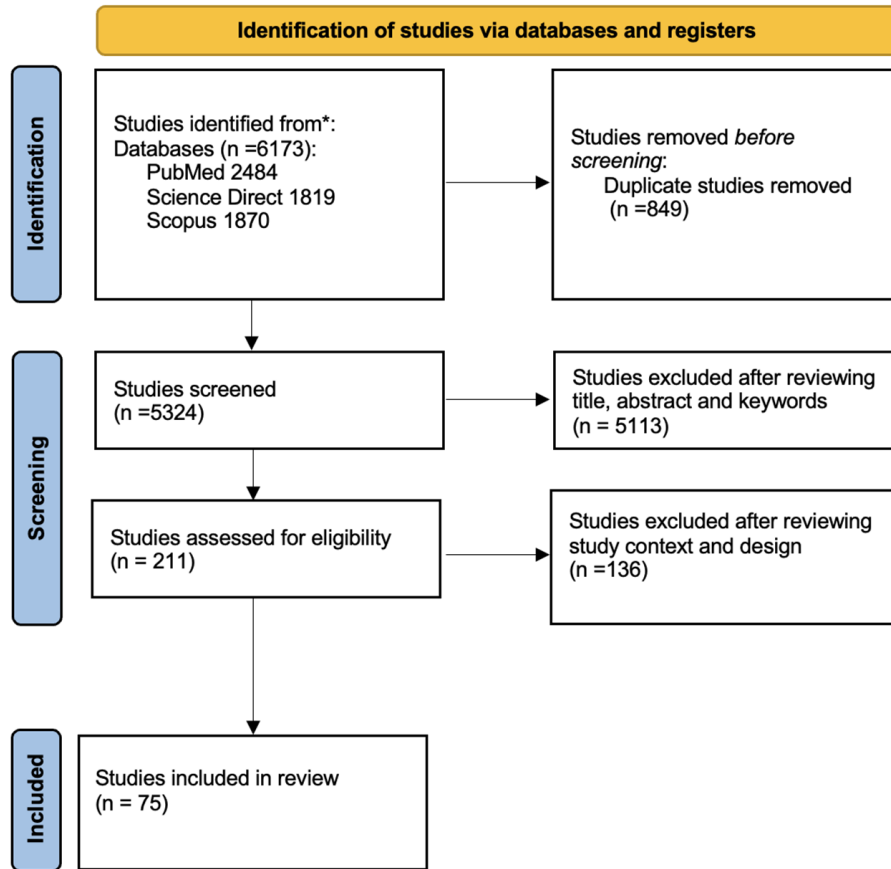 Identification of studies via databases and registers
Identification
Studies identified from*:
Databases (n =6173):
PubMed 2484
Science Direct 1819
Scopus 1870
Studies removed before
screening:
Duplicate studies removed
(n =849)
Screening
Studies screened
(n =5324)
Studies excluded after reviewing
title, abstract and keywords
(n = 5113)
Studies assessed for eligibility
(n = 211)
Studies excluded after reviewing
study context and design
(n =136)
Included
Studies included in review
(n = 75)